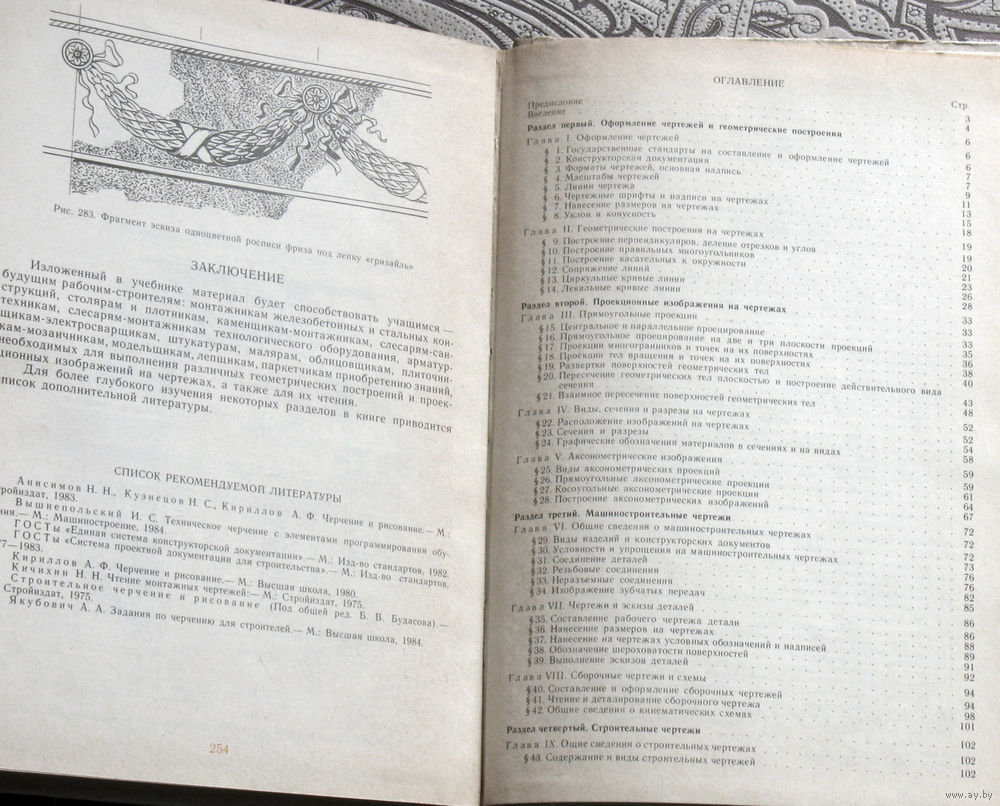 Рис. 283. Фрагмент эскиза одноцветной росписи фриза под лепку «гризайль»
ЗАКЛЮЧЕНИЕ
Изложенный в учебнике материал будет способствовать учащимся —
будущим рабочим-строителям: монтажникам железобетонных и стальных кон-
струкций, столярам и плотникам, каменщикам-монтажникам, слесарям-сан-
техникам, слесарям-монтажникам технологического оборудования, арматур-
щикам-электросварщикам, штукатурам, малярам, облицовщикам, плиточни-
кам-мозаичникам, модельщикам, лепщикам, паркетчикам приобретению знаний,
необходимых для выполнения различных геометрических построений и проек-
ционных изображений на чертежах, а также для их чтения.
Для более глубокого изучения некоторых разделов в книге приводится
список дополнительной литературы.
СПИСОК РЕКОМЕНДУЕМОЙ ЛИТЕРАТУРЫ
Анисимов Н. Н., Кузнецов Н. С., Кириллов А. Ф. Черчение и рисование.— М.:
тройиздат, 1983.
Вышнепольский И. С. Техническое черчение с элементами программирования обу-
ния.— М.: Машиностроение, 1984.
ГОСТы «Единая система конструкторской документации».— М.: Изд-во стандартов, 1982.
ГОСТы «Система проектной документации для строительства».— М.: Изд-во стандартов,
77—1983.
Кириллов А. Ф. Черчение и рисование.— М.: Высшая школа, 1980.
Кичихин Н. Н. Чтение монтажных чертежей:— М.: Стройиздат, 1975.
Строительное черчение и рисование (Под общей ред. Б. В. Будасова).—
Стройиздат, 1975.
Якубович А. А. Задания по черчению для строителей.— М.: Высшая школа, 1984.
254
ОГЛАВЛЕНИЕ
Стр.
Предисловие 3
Введение 4
Раздел первый. Оформление чертежей и геометрические построения 6
Глава I. Оформление чертежей 6
§ 1. Государственные стандарты на составление и оформление чертежей 6
§ 2. Конструкторская документация 7
§ 3. Форматы чертежей, основная надпись 7
§ 4. Масштабы чертежей 9
§ 5. Линии чертежа 11
§ 6. Чертежные шрифты и надписи на чертежах 13
§ 7. Нанесение размеров на чертежах 15
§ 8. Уклон и конусность 18
Глава II. Геометрические построения на чертежах 19
§ 9. Построение перпендикуляров, деление отрезков и углов 19
§ 10. Построение правильных многоугольников 20
§ 11. Построение касательных к окружности 21
§ 12. Сопряжение линий 23
§ 13. Циркульные кривые линии 26
§ 14. Лекальные кривые линии 28
Раздел второй. Проекционные изображения на чертежах 33
Глава III. Прямоугольные проекции 33
§ 15. Центральное и параллельное проецирование 33
§ 16. Прямоугольное проецирование на две и три плоскости проекций 35
§ 17. Проекции многогранников и точек на их поверхностях 36
§ 18. Проекции тел вращения и точек на их поверхностях 38
§ 19. Развертки поверхностей геометрических тел 40
§ 20. Пересечение геометрических тел плоскостью и построение действительного вида
сечения 43
§ 21. Взаимное пересечение поверхностей геометрических тел 48
Глава IV. Виды, сечения и разрезы на чертежах 52
§ 22. Расположение изображений на чертежах 52
§ 23. Сечения и разрезы 54
§ 24. Графические обозначения материалов в сечениях и на видах 58
Глава V. Аксонометрические изображения 59
§ 25. Виды аксонометрических проекций 59
§ 26. Прямоугольные аксонометрические проекции 61
§ 27. Косоугольные аксонометрические проекции 64
§ 28. Построение аксонометрических изображений 67
Раздел третий. Машиностроительные чертежи 72
Глава VI. Общие сведения о машиностроительных чертежах 72
§ 29. Виды изделий и конструкторских документов 72
§ 30. Условности и упрощения на машиностроительных чертежах 73
§ 31. Соединение деталей 76
§ 32. Резьбовые соединения 76
§ 33. Неразъемные соединения 82
§ 34. Изображение зубчатых передач 85
Глава VII. Чертежи и эскизы деталей 86
§ 35. Составление рабочего чертежа детали 86
§ 36. Нанесение размеров на чертежах 88
§ 37. Нанесение на чертежах условных обозначений и надписей 89
§ 38. Обозначение шероховатости поверхностей 91
§ 39. Выполнение эскизов деталей 92
Глава VIII. Сборочные чертежи и схемы 94
§ 40. Составление и оформление сборочных чертежей 94
§ 41. Чтение и деталирование сборочного чертежа 98
§ 42. Общие сведения о кинематических схемах 101
Раздел четвертый. Строительные чертежи 102
Глава IX. Ощие сведения о строительных чертежах 102
§ 43. Содержание и виды строительных чертежей 102
www.ay.by